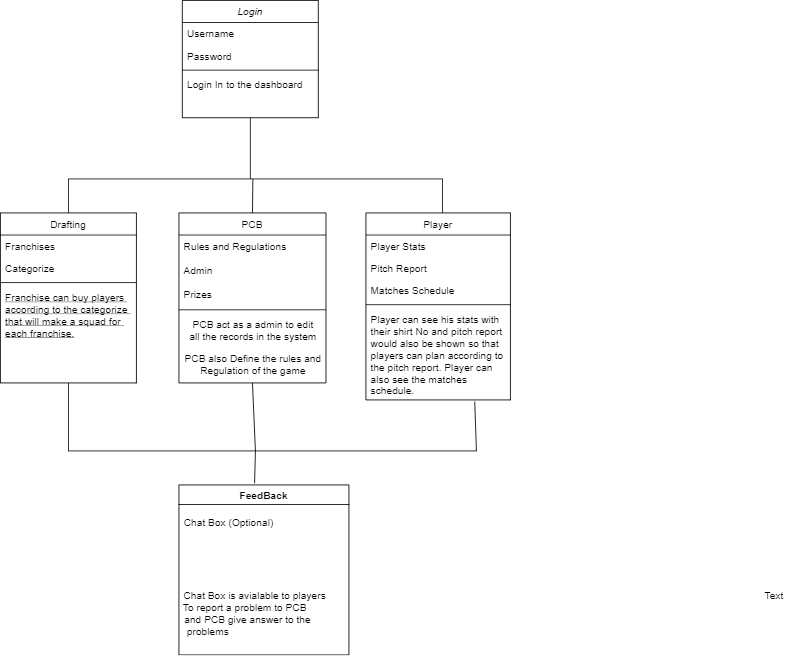 Login
Username
Password
Login In to the dashboard
Drafting
Franchises
Categorize
Franchise can buy players
according to the categorize
that will make a squad for
each franchise.
PCB
Rules and Regulations
Admin
Prizes
PCB act as a admin to edit
all the records in the system
PCB also Define the rules and
Regulation of the game
Player
Player Stats
Pitch Report
Matches Schedule
Player can see his stats with
their shirt No and pitch report
would also be shown so that
players can plan according to
the pitch report. Player can
also see the matches
schedule.
FeedBack
Chat Box (Optional)
Chat Box is avialable to players
To report a problem to PCB
and PCB give answer to the
problems
Text